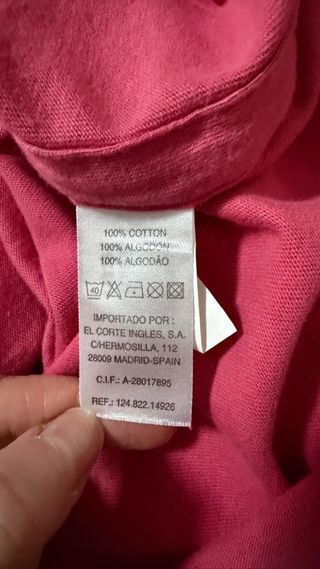 100% COTTON
100% ALGODÓN
100% ALGODÃO
40
IMPORTADO POR :
EL CORTE INGLES, S.A.
C/HERMOSILLA, 112
28009 MADRID-SPAIN
C.I.F.: A-28017895
REF.: 124.822.14926